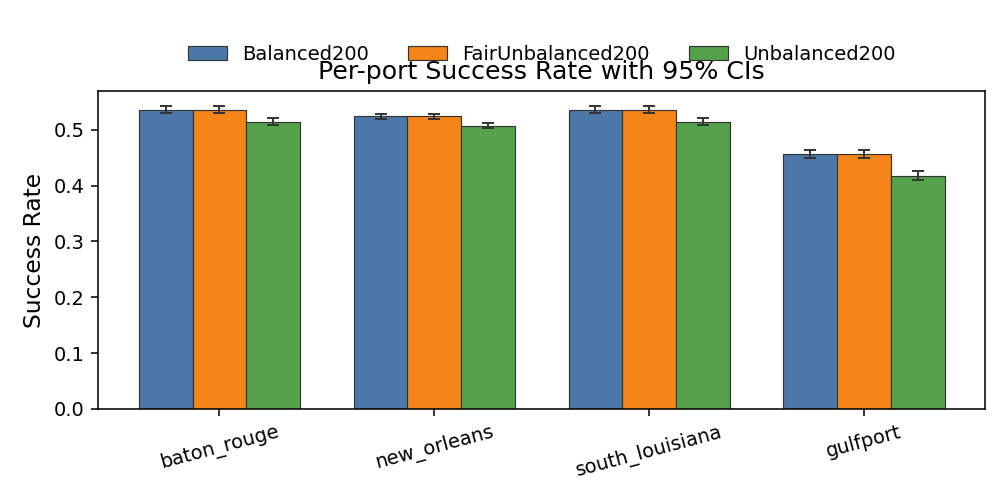 Balanced200 FairUnbalanced200 Unbalanced200
Per-port Success Rate with 95% CIs
Success Rate
0.5
0.4
0.3
0.2
0.1
0.0
baton_rouge new_orleans south_louisiana gulfport